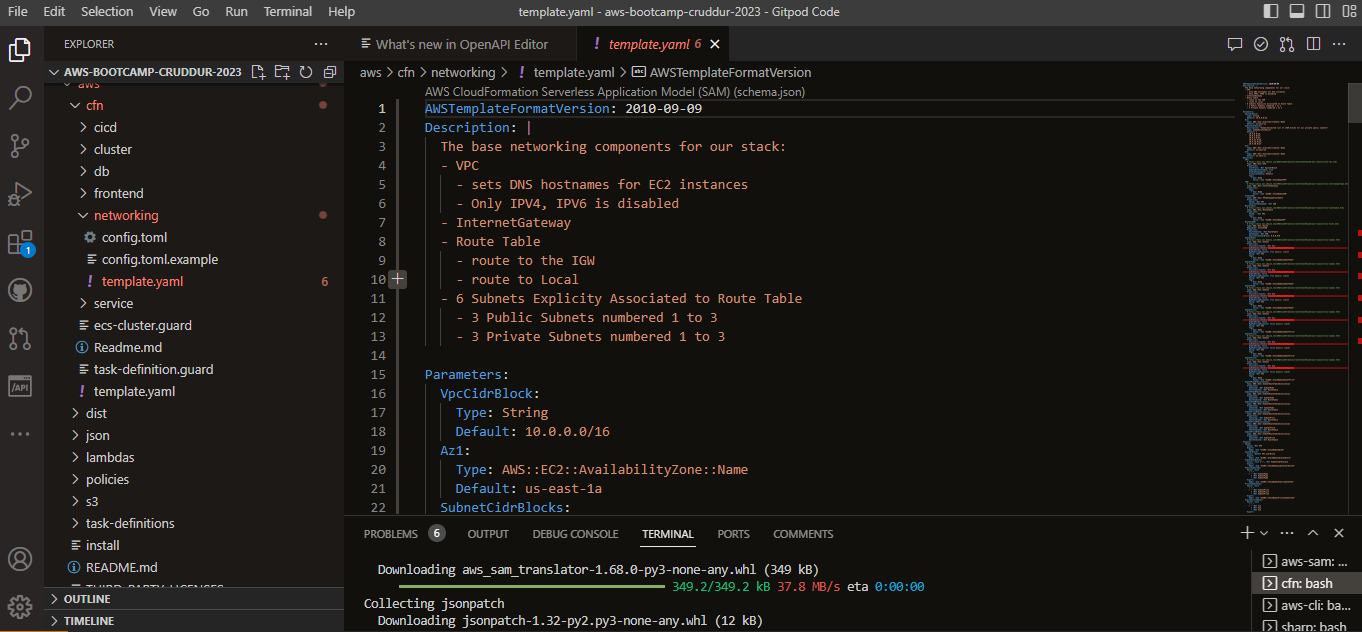 File Edit Selection View Go Run Terminal Help
template.yaml - aws-bootcamp-cruddur-2023 - Gitpod Code
EXPLORER
AWS-BOOTCAMP-CRUDDUR-2023
aws
cfn
cicd
cluster
db
frontend
networking
config.toml
config.toml.example
template.yaml 6
service
ecs-cluster.guard
Readme.md
task-definition.guard
template.yaml
dist
json
lambdas
policies
s3
task-definitions
install
README.md
THIRD_PARTY_LICENSES
OUTLINE
TIMELINE
1
API
What's new in OpenAPI Editor
template.yaml 6
aws > cfn > networking > ! template.yaml > abc AWSTemplateFormatVersion
AWS CloudFormation Serverless Application Model (SAM) (schema.json)
1 AWSTemplateFormatVersion: 2010-09-09
2 Description: |
3 The base networking components for our stack:
4 - VPC
5 - sets DNS hostnames for EC2 instances
6 - Only IPV4, IPV6 is disabled
7 - InternetGateway
8 - Route Table
9 - route to the IGW
10 - route to Local
11 - 6 Subnets Explicity Associated to Route Table
12 - 3 Public Subnets numbered 1 to 3
13 - 3 Private Subnets numbered 1 to 3
14
15 Parameters:
16 VpcCidrBlock:
17 Type: String
18 Default: 10.0.0.0/16
19 Az1:
20 Type: AWS::EC2::AvailabilityZone::Name
21 Default: us-east-1a
22 SubnetCidrBlocks:
PROBLEMS 6 OUTPUT DEBUG CONSOLE TERMINAL PORTS COMMENTS
Downloading aws_sam_translator-1.68.0-py3-none-any.whl (349 kB)
349.2/349.2 kB 37.8 MB/s eta 0:00:00
Collecting jsonpatch
Downloading jsonpatch-1.32-py2.py3-none-any.whl (12 kB)
aws-sam: ...
cfn: bash
aws-cli: ba...
sharp: bash